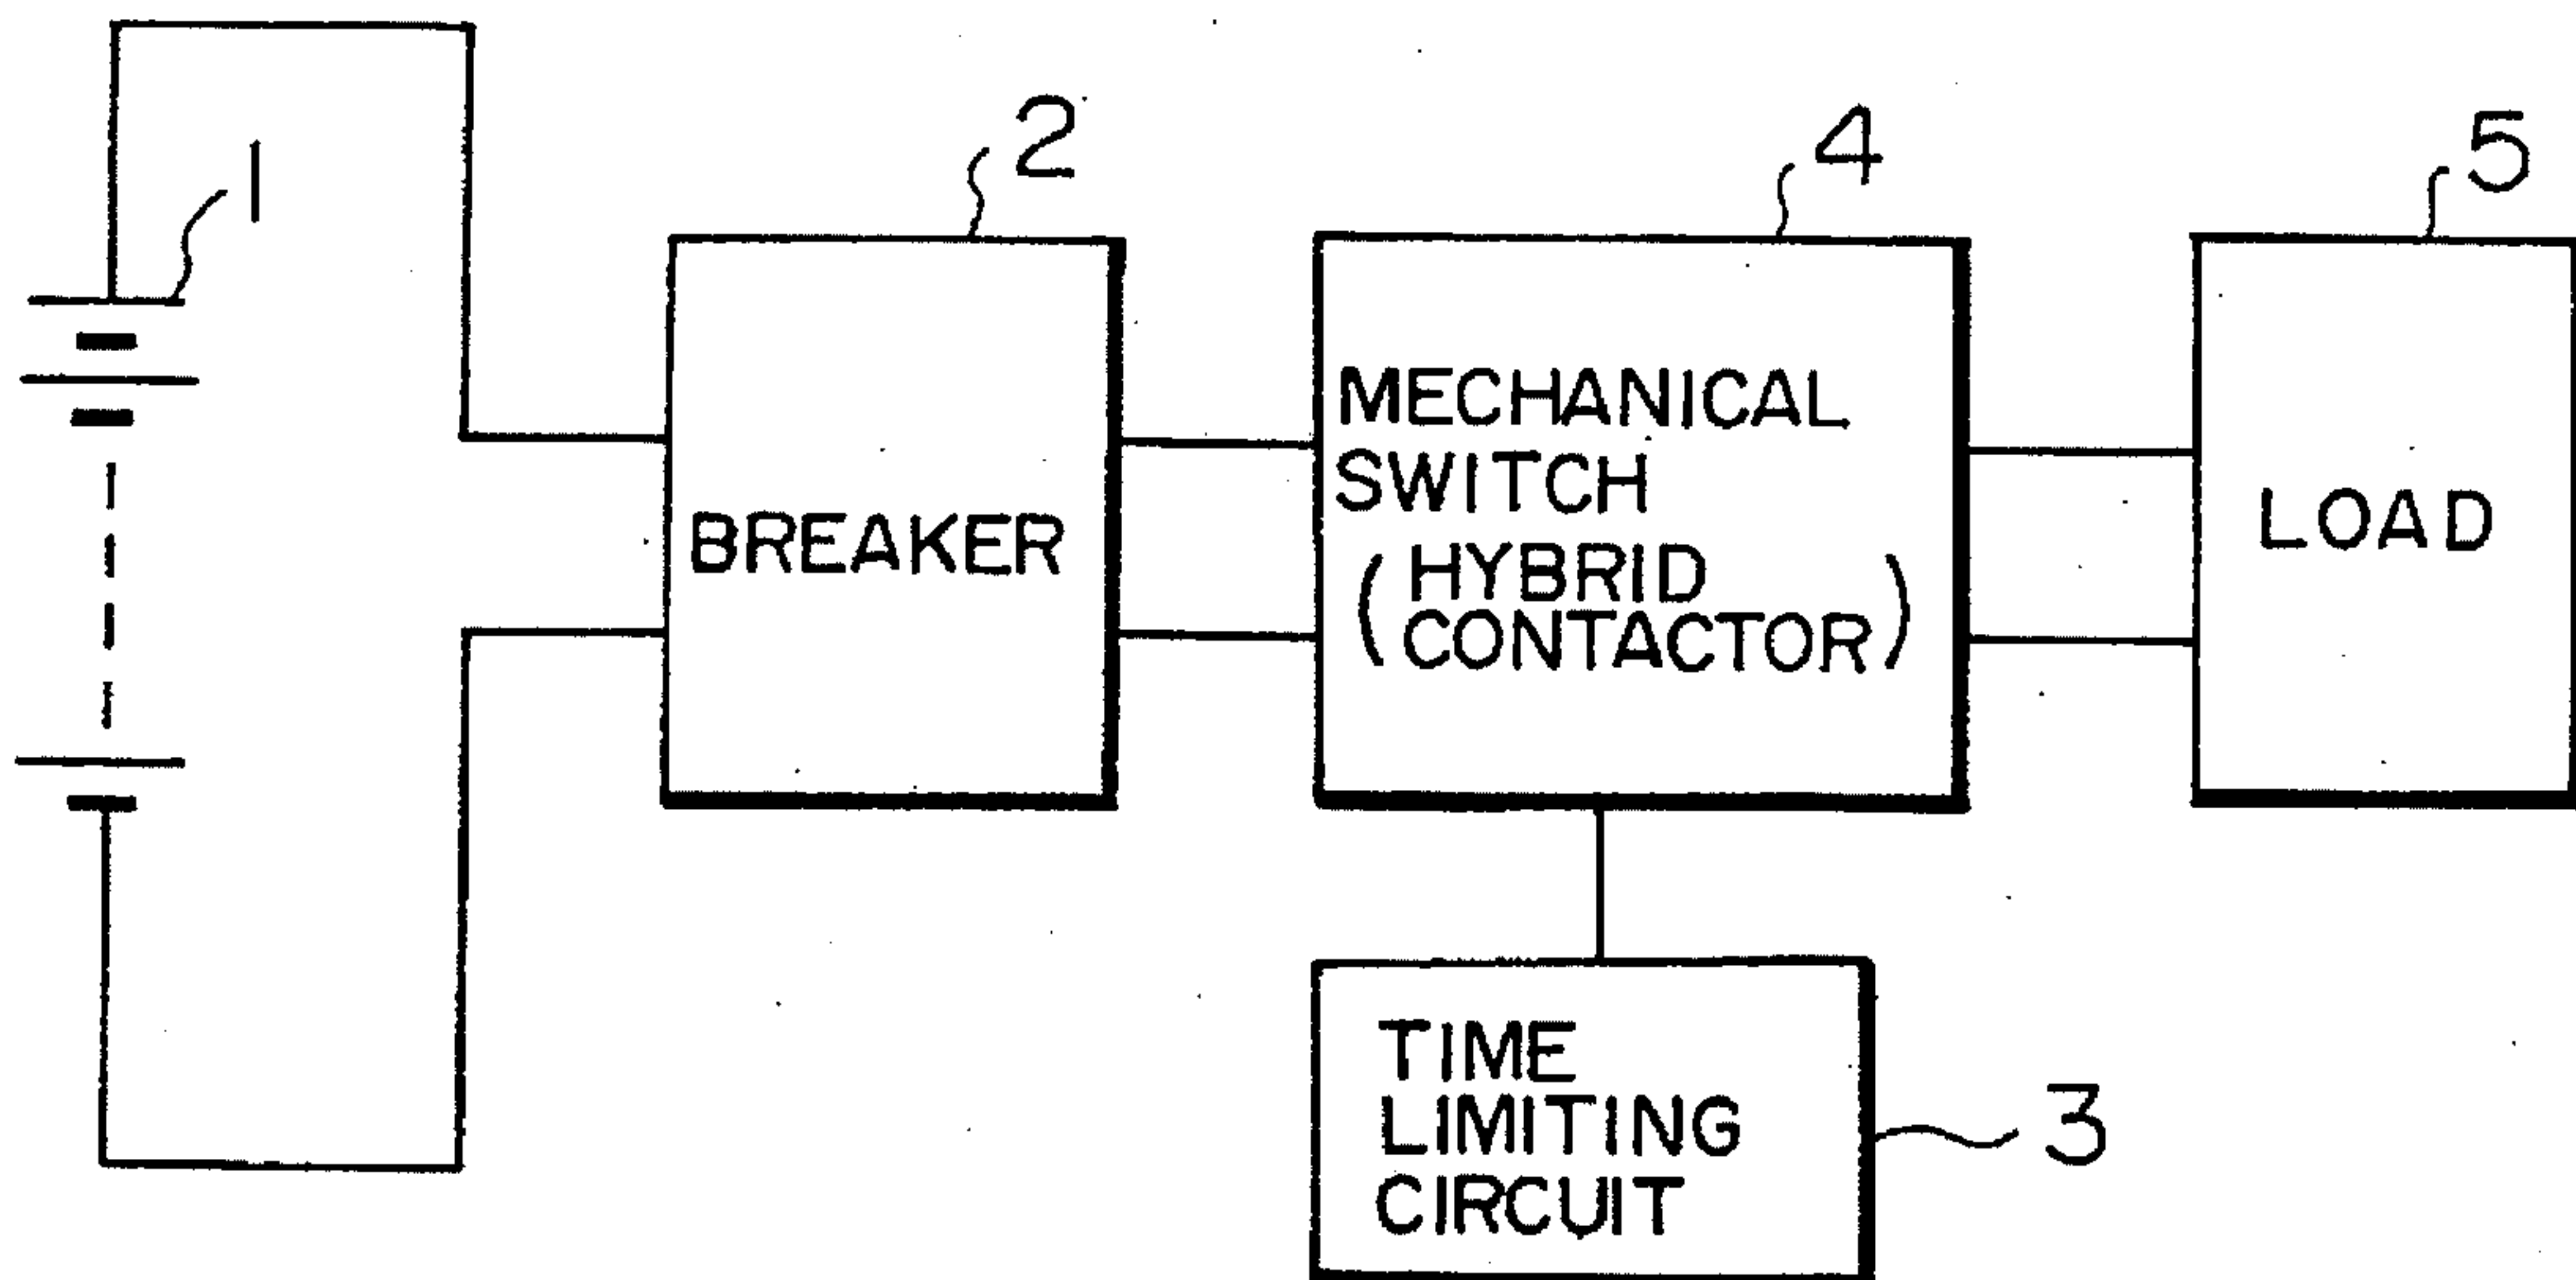 1
2
4
5
BREAKER
MECHANICAL
SWITCH
(HYBRID
CONTACTOR)
LOAD
TIME
LIMITING
CIRCUIT
3